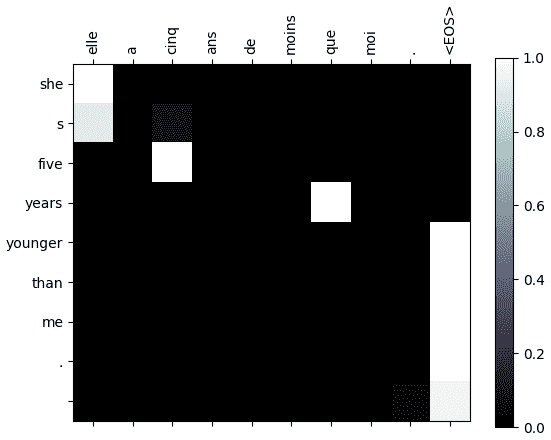 elle a cinq ans de moins que moi . <EOS>
she
s
five
years
younger
than
me
.
1.0
0.8
0.6
0.4
0.2
0.0